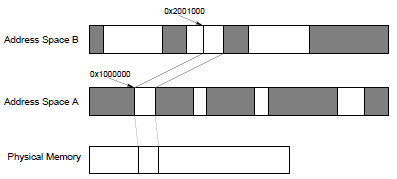 0x2001000
Address Space B
0x1000000
Address Space A
Physical Memory